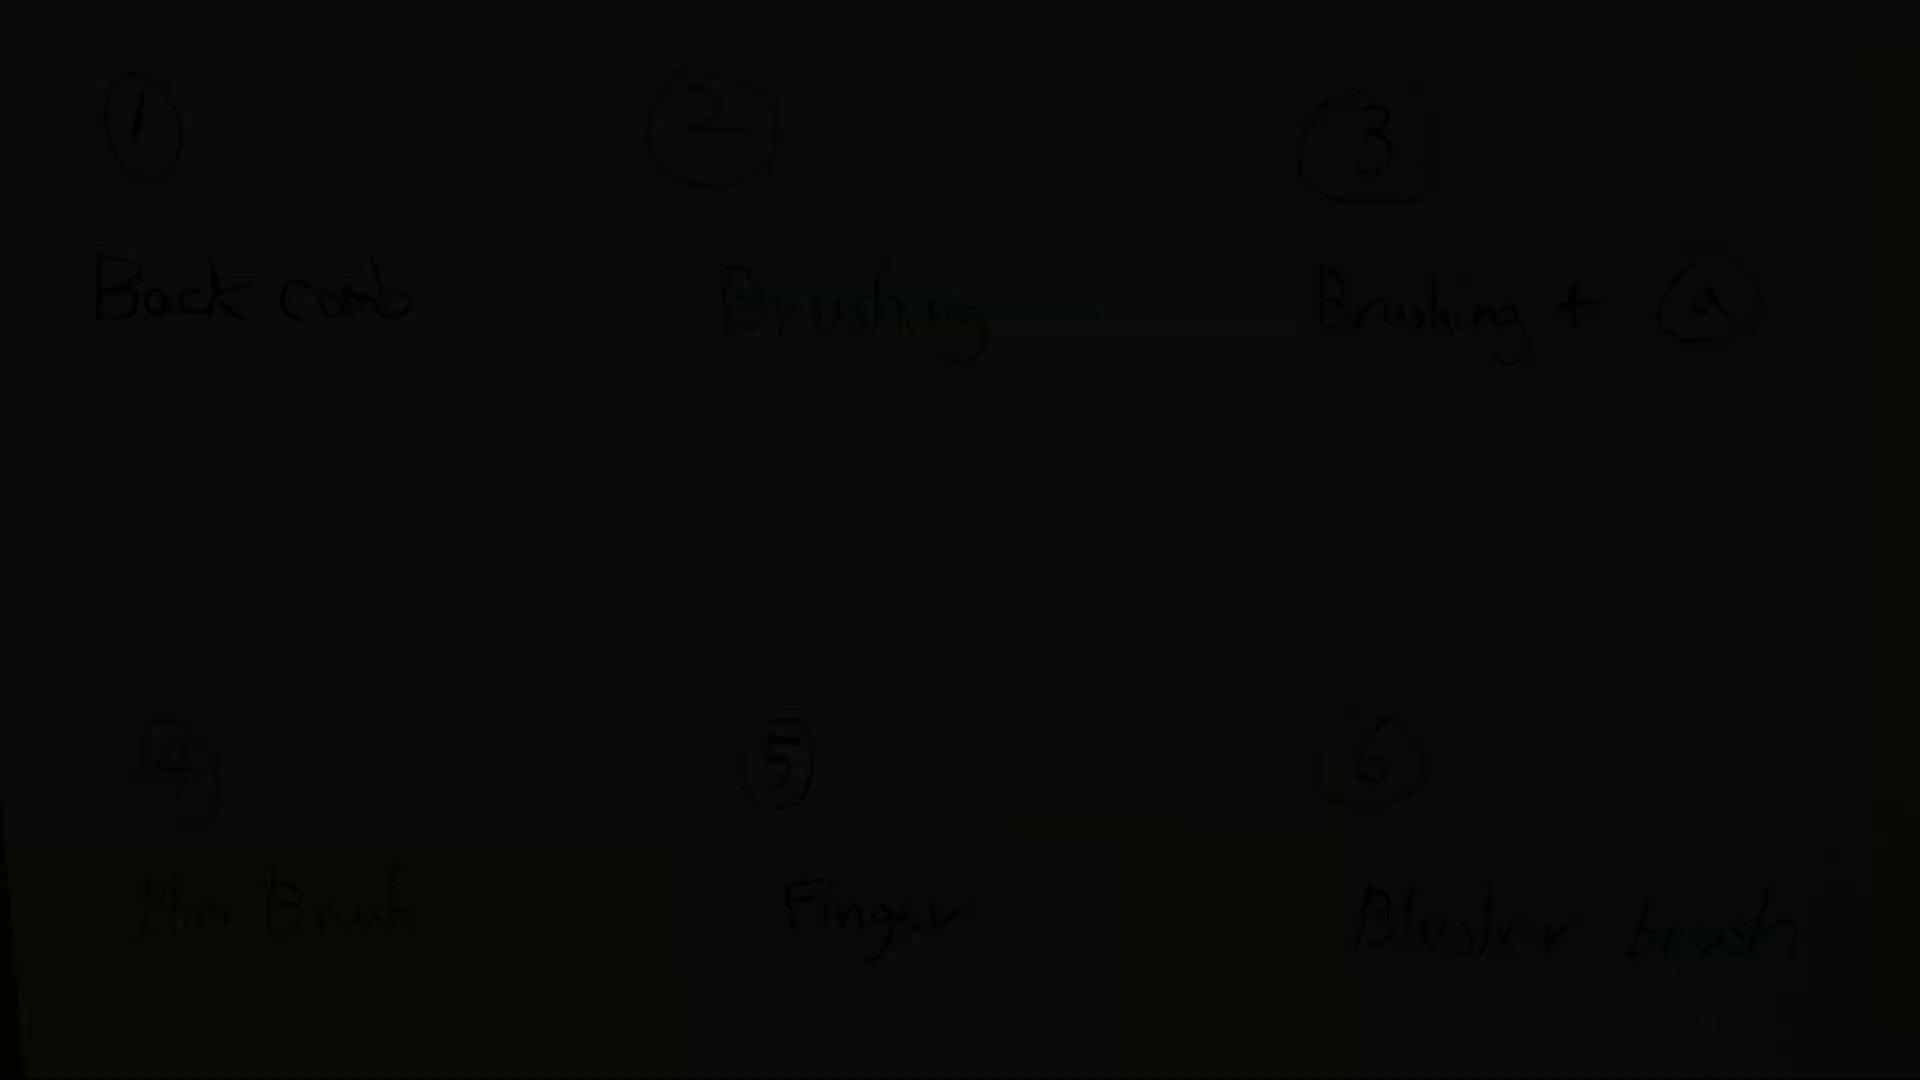 ① ② ③
Back comb Brushing Brushing + ⓐ
④ ⑤ ⑥
Mini Brush Finger Blusher brush